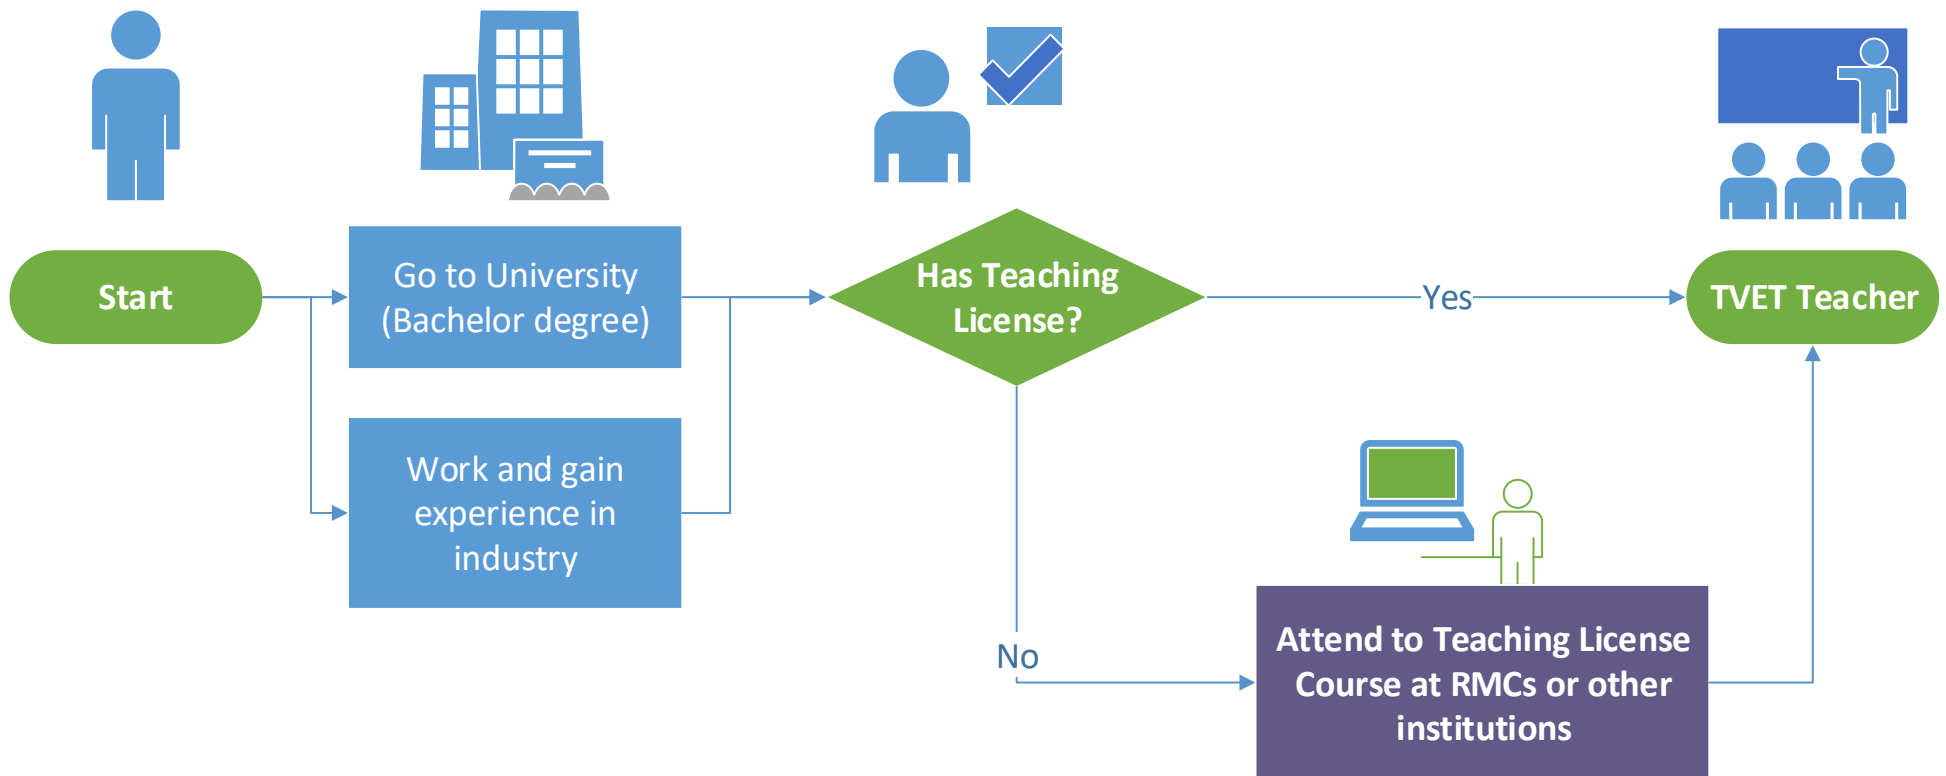 Start
Go to University
(Bachelor degree)
Work and gain
experience in
industry
Has Teaching
License?
Yes
TVET Teacher
No
Attend to Teaching License
Course at RMCs or other
institutions